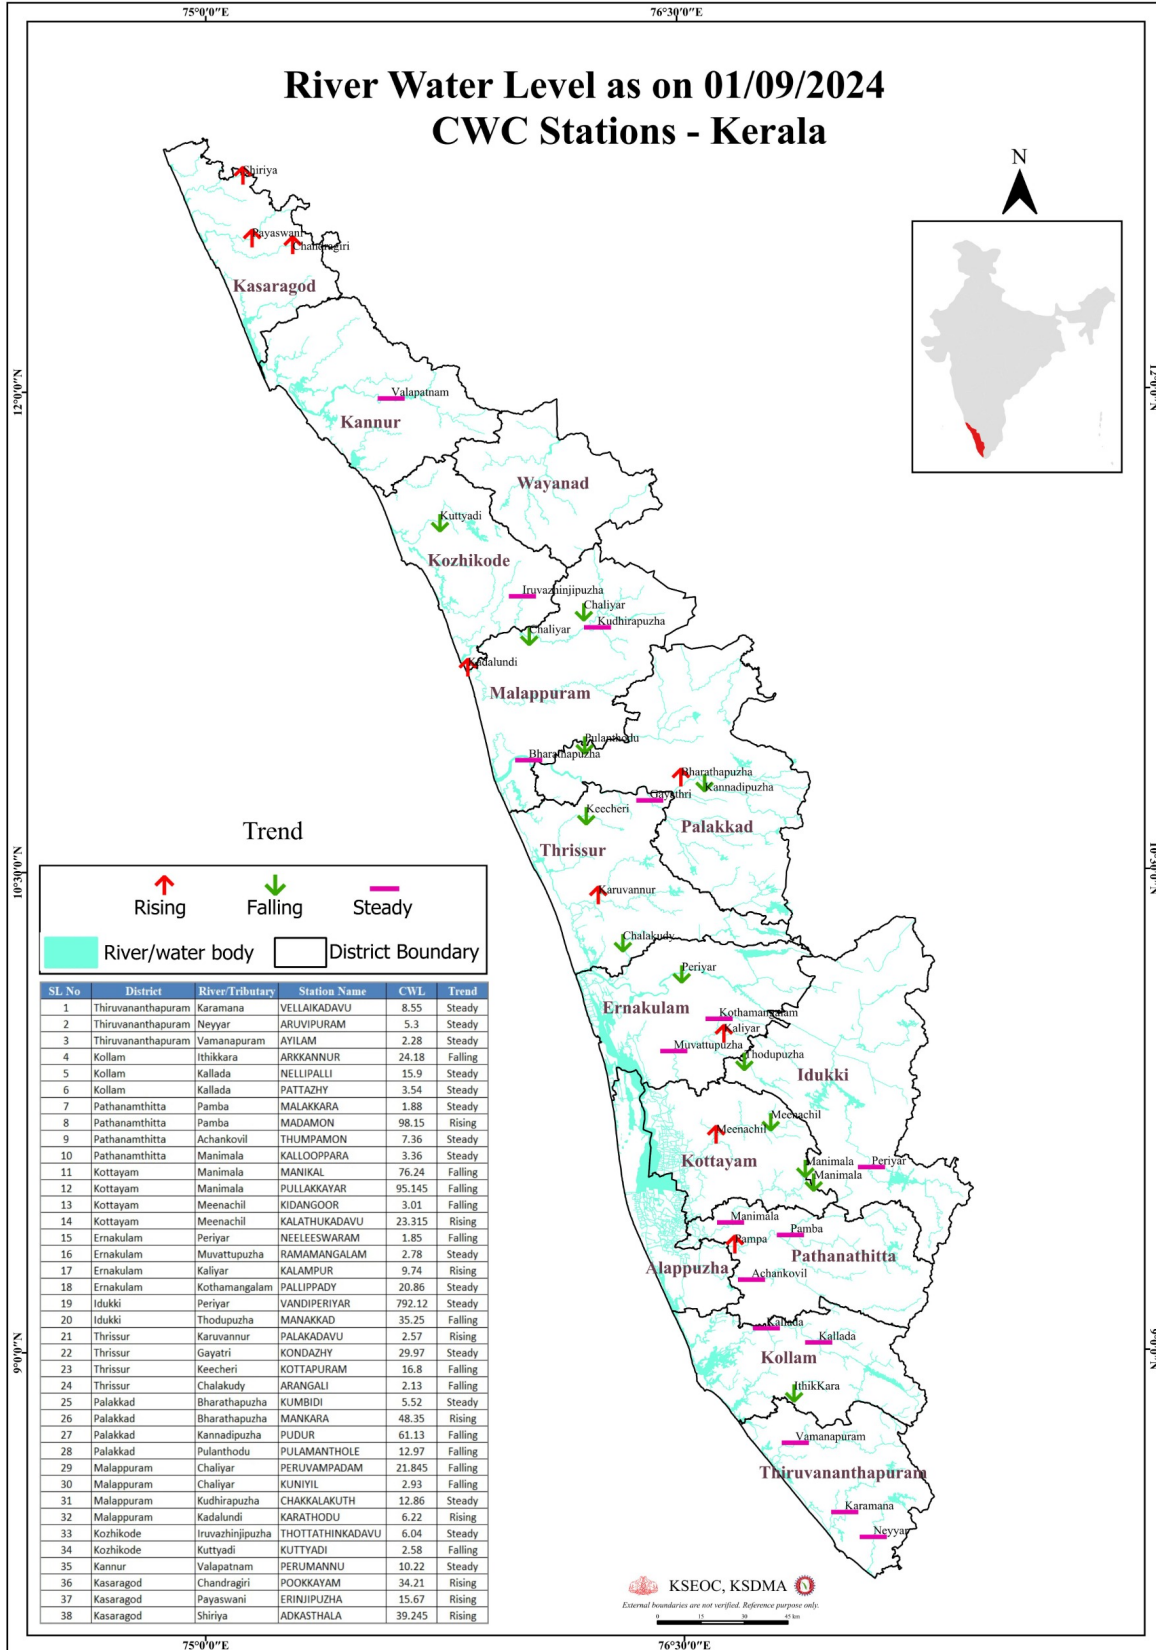 75°0'0"E 76°30'0"E
River Water Level as on 01/09/2024
CWC Stations - Kerala
N
Shiriya
Payaswani
Chandragiri
Kasaragod
12°0'0"N 12°0'0"N
Valapatnam
Kannur
Wayanad
Kuttyadi
Kozhikode
Iruvazhinjipuzha
Chaliyar
Kudhirapuzha
Chaliyar
Kadalundi
Malappuram
Pulanthodu
Bharathapuzha
Bharathapuzha
Kannadipuzha
Gayathri
Keecheri
Palakkad
Thrissur
10°30'0"N 10°30'0"N
Karuvannur
Chalakudy
Periyar
Ernakulam
Kothamangalam
Kaliyar
Muvattupuzha
Thodupuzha
Idukki
Meenachil
Meenachil
Kottayam
Manimala
Periyar
Manimala
Manimala
Pamba
Pampa
Pathanathitta
Alappuzha
Achankovil
Kallada
Kallada
Kollam
9°0'0"N 9°0'0"N
IthikKara
Vamanapuram
Thiruvananthapuram
Karamana
Neyyar
Trend
Rising Falling Steady
River/water body District Boundary
SL No District River/Tributary Station Name CWL Trend
1 Thiruvananthapuram Karamana VELLAIKADAVU 8.55 Steady
2 Thiruvananthapuram Neyyar ARUVIPURAM 5.3 Steady
3 Thiruvananthapuram Vamanapuram AYILAM 2.28 Steady
4 Kollam Ithikkara ARKKANNUR 24.18 Falling
5 Kollam Kallada NELLIPALLI 15.9 Steady
6 Kollam Kallada PATTAZHY 3.54 Steady
7 Pathanamthitta Pamba MALAKKARA 1.88 Steady
8 Pathanamthitta Pamba MADAMON 98.15 Rising
9 Pathanamthitta Achankovil THUMPAMON 7.36 Steady
10 Pathanamthitta Manimala KALLOOPPARA 3.36 Steady
11 Kottayam Manimala MANIKAL 76.24 Falling
12 Kottayam Manimala PULLAKKAYAR 95.145 Falling
13 Kottayam Meenachil KIDANGOOR 3.01 Falling
14 Kottayam Meenachil KALATHUKADAVU 23.315 Rising
15 Ernakulam Periyar NEELEESWARAM 1.85 Falling
16 Ernakulam Muvattupuzha RAMAMANGALAM 2.78 Steady
17 Ernakulam Kaliyar KALAMPUR 9.74 Rising
18 Ernakulam Kothamangalam PALLIPPADY 20.86 Steady
19 Idukki Periyar VANDIPERIYAR 792.12 Steady
20 Idukki Thodupuzha MANAKKAD 35.25 Falling
21 Thrissur Karuvannur PALAKADAVU 2.57 Rising
22 Thrissur Gayatri KONDAZHY 29.97 Steady
23 Thrissur Keecheri KOTTAPURAM 16.8 Falling
24 Thrissur Chalakudy ARANGALI 2.13 Falling
25 Palakkad Bharathapuzha KUMBIDI 5.52 Steady
26 Palakkad Bharathapuzha MANKARA 48.35 Rising
27 Palakkad Kannadipuzha PUDUR 61.13 Falling
28 Palakkad Pulanthodu PULAMANTHOLE 12.97 Falling
29 Malappuram Chaliyar PERUVAMPADAM 21.845 Falling
30 Malappuram Chaliyar KUNIYIL 2.93 Falling
31 Malappuram Kudhirapuzha CHAKKALAKUTH 12.86 Steady
32 Malappuram Kadalundi KARATHODU 6.22 Rising
33 Kozhikode Iruvazhinjipuzha THOTTATHINKADAVU 6.04 Steady
34 Kozhikode Kuttyadi KUTTYADI 2.58 Falling
35 Kannur Valapatnam PERUMANNU 10.22 Steady
36 Kasaragod Chandragiri POOKKAYAM 34.21 Rising
37 Kasaragod Payaswani ERINJIPUZHA 15.67 Rising
38 Kasaragod Shiriya ADKASTHALA 39.245 Rising
KSEOC, KSDMA
External boundaries are not verified. Reference purpose only.
0 15 30 45 km
75°0'0"E 76°30'0"E